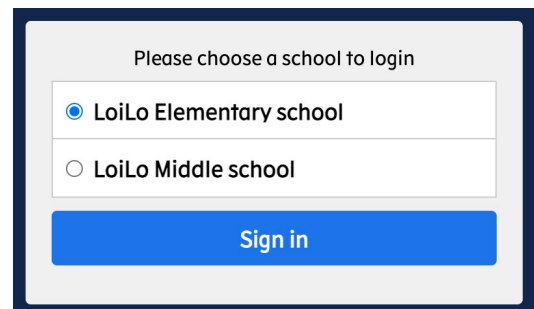 Please choose a school to login
LoiLo Elementary school
LoiLo Middle school
Sign in